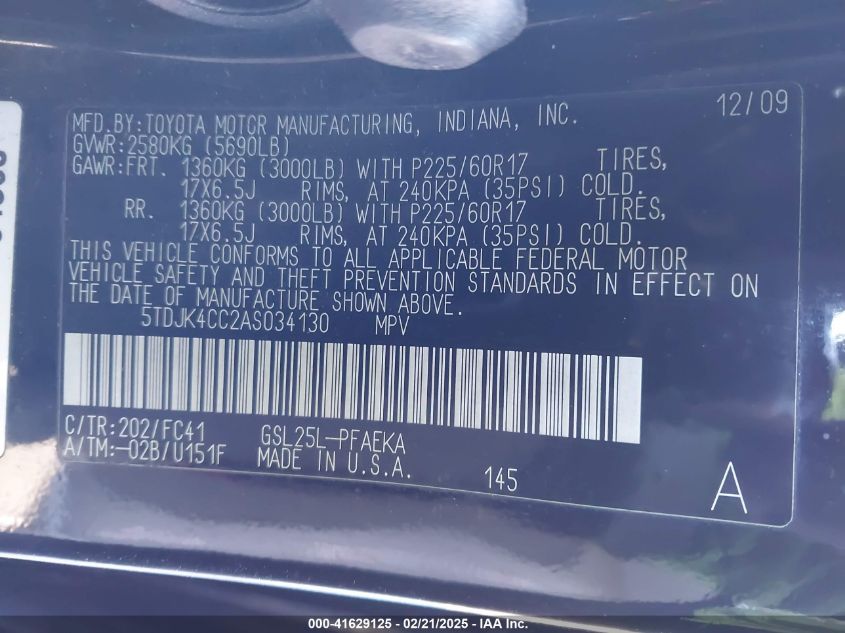 12/09
MFD.BY:TOYOTA MOTOR MANUFACTURING, INDIANA, INC.
GVWR:2580KG (5690LB)
GAWR:FRT. 1360KG (3000LB) WITH P225/60R17 TIRES,
17X6.5J RIMS, AT 240KPA (35PSI) COLD.
RR. 1360KG (3000LB) WITH P225/60R17 TIRES,
17X6.5J RIMS, AT 240KPA (35PSI) COLD.
THIS VEHICLE CONFORMS TO ALL APPLICABLE FEDERAL MOTOR
VEHICLE SAFETY AND THEFT PREVENTION STANDARDS IN EFFECT ON
THE DATE OF MANUFACTURE SHOWN ABOVE.
5TDJK4CC2AS034130 MPV
C/TR:202/FC41 GSL25L-PFAEKA
A/TM:-02B/U151F MADE IN U.S.A.
145 A
000-41629125 - 02/21/2025 - IAA Inc.